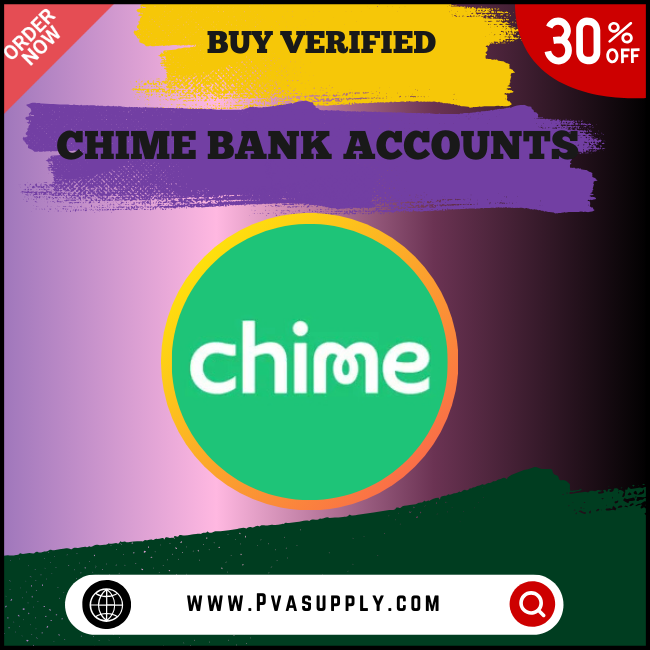 ORDER
NOW
BUY VERIFIED
30%
OFF
CHIME BANK ACCOUNTS
chime
www.Pvasupply.com